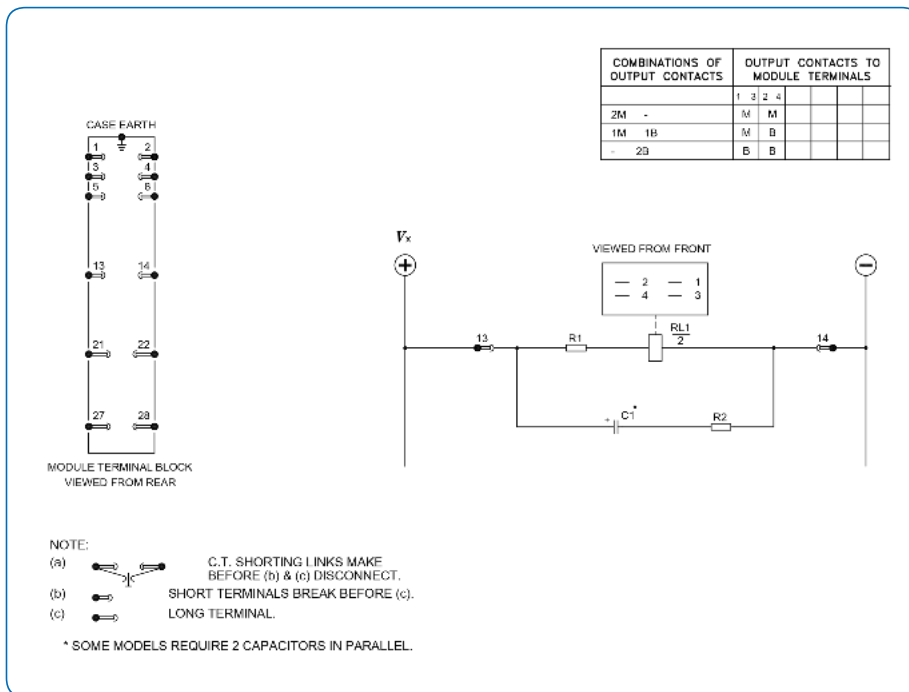 COMBINATIONS OF OUTPUT CONTACTS
OUTPUT CONTACTS TO MODULE TERMINALS
1 3 2 4
2M - M M
1M 1B M B
- 2B B B
CASE EARTH
1 2
3 4
5 6
13 14
21 22
27 28
MODULE TERMINAL BLOCK
VIEWED FROM REAR
Vx
+
−
VIEWED FROM FRONT
2 1
4 3
13
R1
RL1
2
14
+
C1*
R2
NOTE:
(a) C.T. SHORTING LINKS MAKE
BEFORE (b) & (c) DISCONNECT.
(b) SHORT TERMINALS BREAK BEFORE (c).
(c) LONG TERMINAL.
* SOME MODELS REQUIRE 2 CAPACITORS IN PARALLEL.